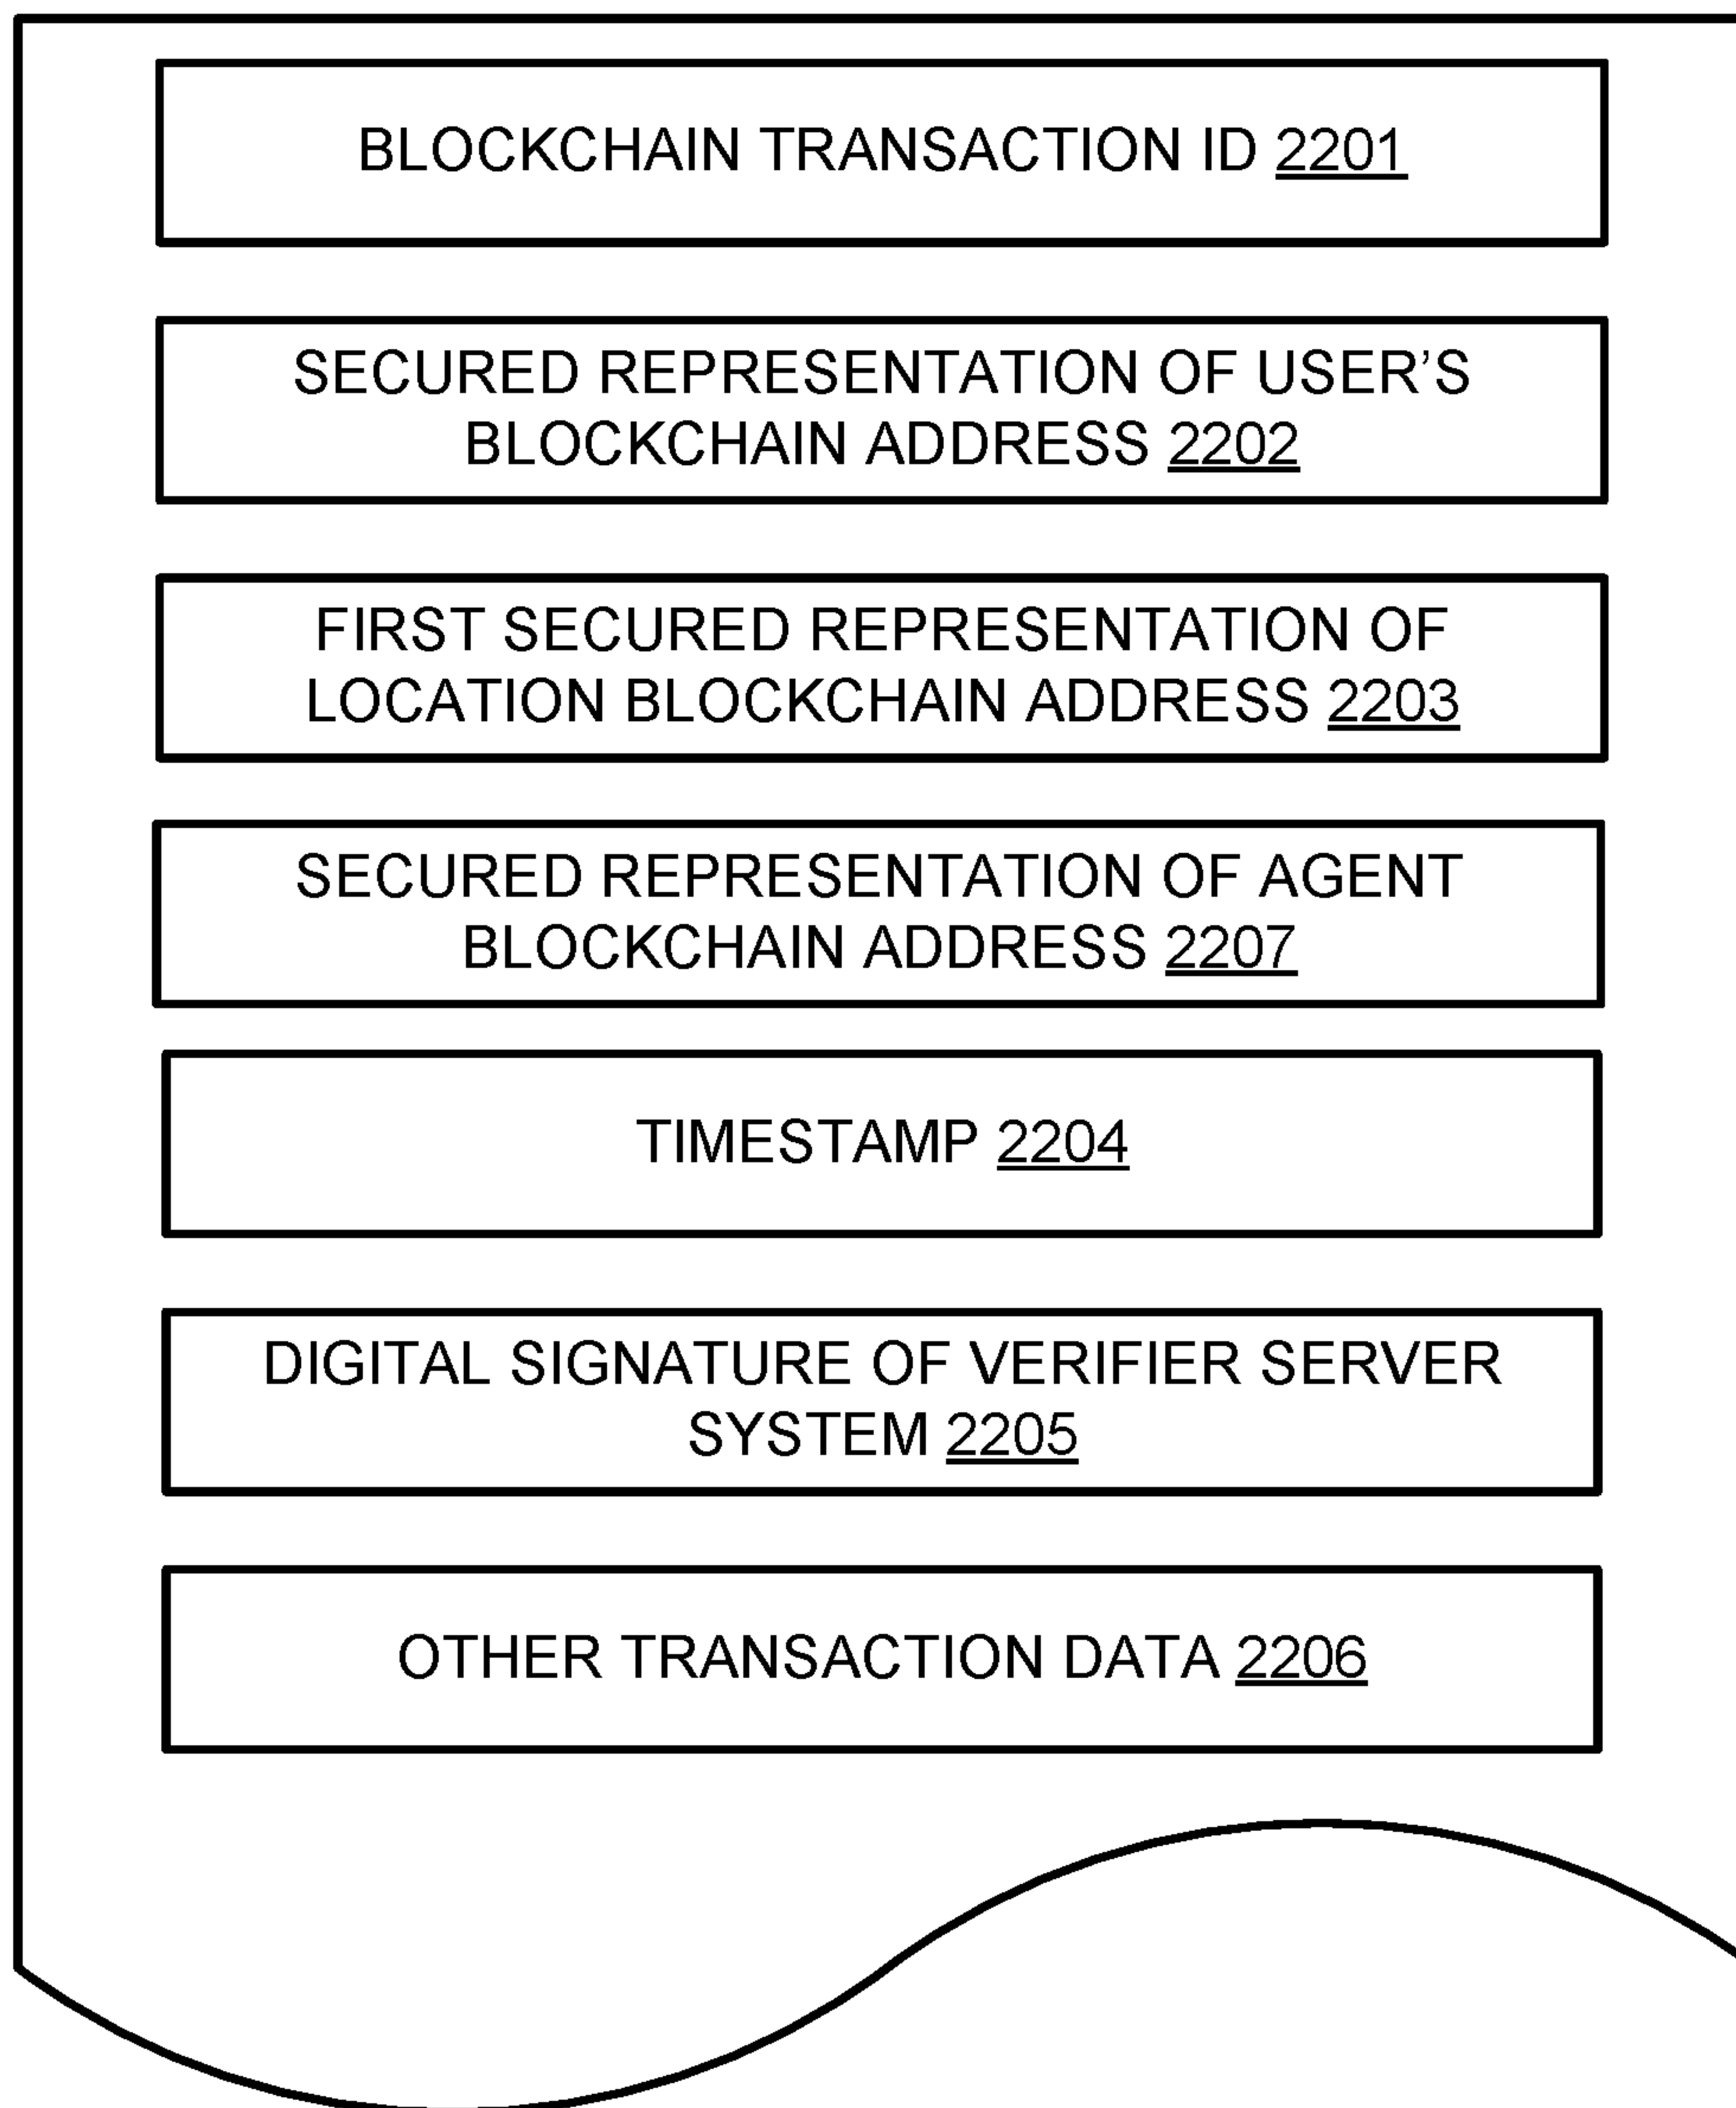 BLOCKCHAIN TRANSACTION ID 2201
SECURED REPRESENTATION OF USER’S
BLOCKCHAIN ADDRESS 2202
FIRST SECURED REPRESENTATION OF
LOCATION BLOCKCHAIN ADDRESS 2203
SECURED REPRESENTATION OF AGENT
BLOCKCHAIN ADDRESS 2207
TIMESTAMP 2204
DIGITAL SIGNATURE OF VERIFIER SERVER
SYSTEM 2205
OTHER TRANSACTION DATA 2206